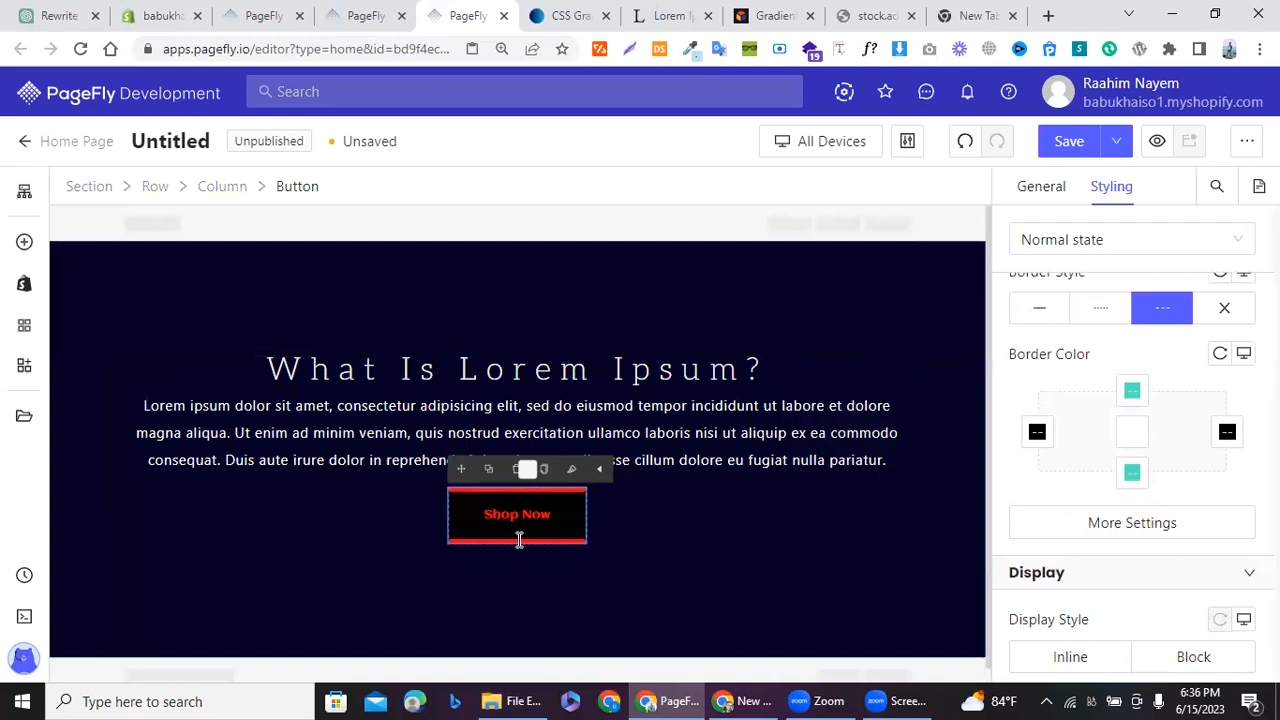 Rewrite
babukh
PageFly
PageFly
PageFly
CSS Gra
Lorem Ip
Gradient
stock.ad
New Tab
apps.pagefly.io/editor?type=home&id=bd9f4ec...
19
PageFly Development
Search
Raahim Nayem
babukhaiso1.myshopify.com
Home Page
Untitled
Unpublished
Unsaved
All Devices
Save
Section > Row > Column > Button
General
Styling
Normal state
Border Style
Border Color
What Is Lorem Ipsum?
Lorem ipsum dolor sit amet, consectetur adipisicing elit, sed do eiusmod tempor incididunt ut labore et dolore
magna aliqua. Ut enim ad minim veniam, quis nostrud exercitation ullamco laboris nisi ut aliquip ex ea commodo
consequat. Duis aute irure dolor in reprehen sse cillum dolore eu fugiat nulla pariatur.
Shop Now
More Settings
Display
Display Style
Inline
Block
Type here to search
File E...
PageF...
New ...
Zoom
Scree...
84°F
6:36 PM
6/15/2023